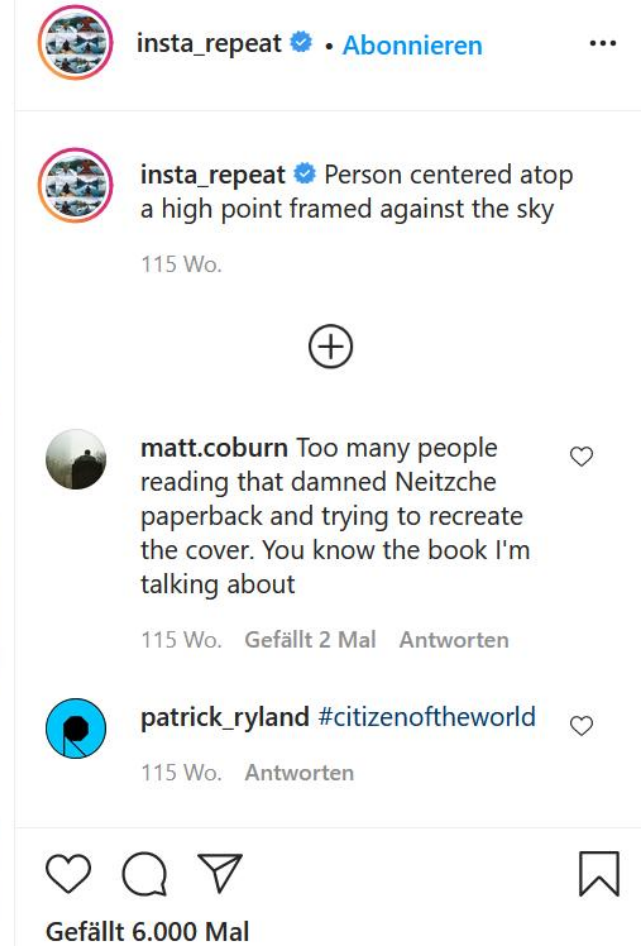 insta_repeat • Abonnieren
insta_repeat Person centered atop
a high point framed against the sky
115 Wo.
matt.coburn Too many people
reading that damned Neitzche
paperback and trying to recreate
the cover. You know the book I'm
talking about
115 Wo. Gefällt 2 Mal Antworten
patrick_ryland #citizenoftheworld
115 Wo. Antworten
Gefällt 6.000 Mal